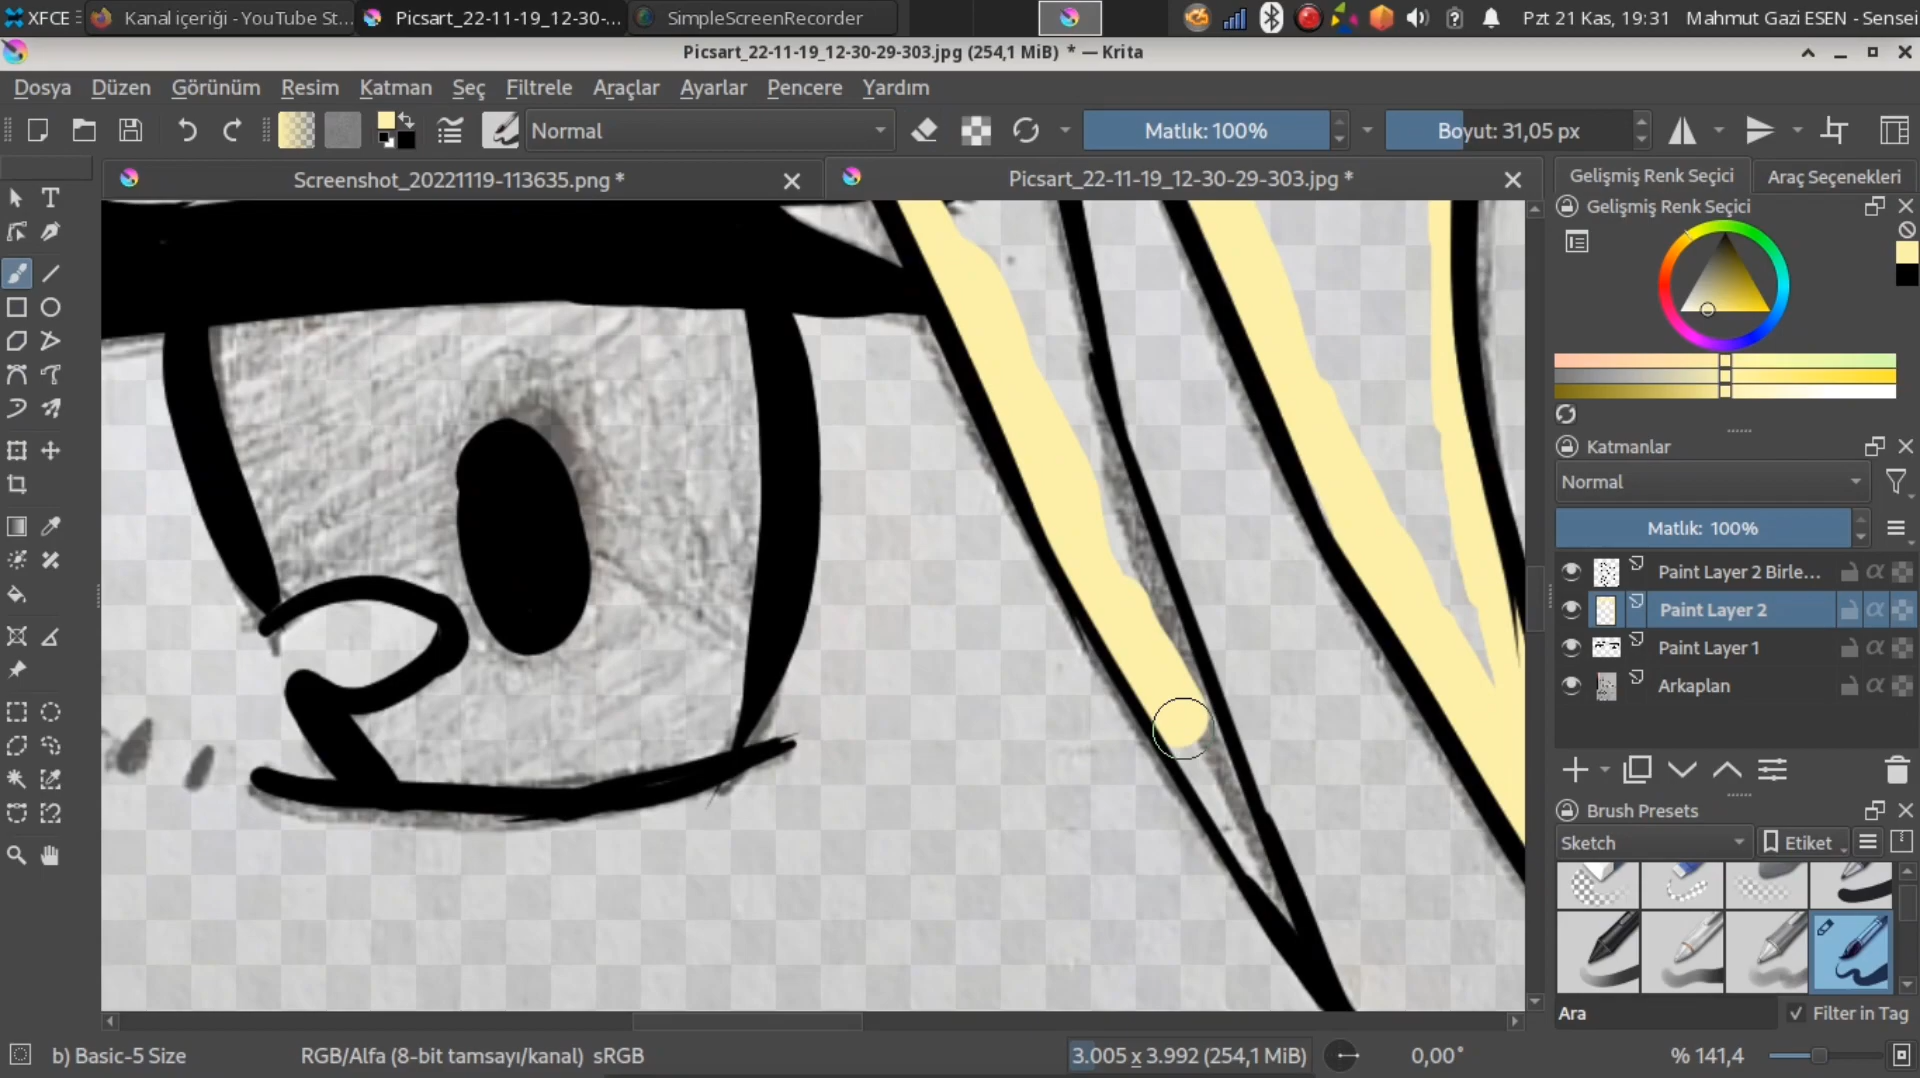 XFCE
Kanal içeriği - YouTube St...
Picsart_22-11-19_12-30-...
SimpleScreenRecorder
Pzt 21 Kas, 19:31
Mahmut Gazi ESEN - Sensei
Picsart_22-11-19_12-30-29-303.jpg (254,1 MiB) * — Krita
Dosya
Düzen
Görünüm
Resim
Katman
Seç
Filtrele
Araçlar
Ayarlar
Pencere
Yardım
Normal
Matlık: 100%
Boyut: 31,05 px
Screenshot_20221119-113635.png *
Picsart_22-11-19_12-30-29-303.jpg *
Gelişmiş Renk Seçici
Araç Seçenekleri
Gelişmiş Renk Seçici
Katmanlar
Normal
Matlık: 100%
Paint Layer 2 Birle...
Paint Layer 2
Paint Layer 1
Arkaplan
Brush Presets
Sketch
Etiket
Ara
Filter in Tag
b) Basic-5 Size
RGB/Alfa (8-bit tamsayı/kanal) sRGB
3.005 x 3.992 (254,1 MiB)
0,00°
% 141,4